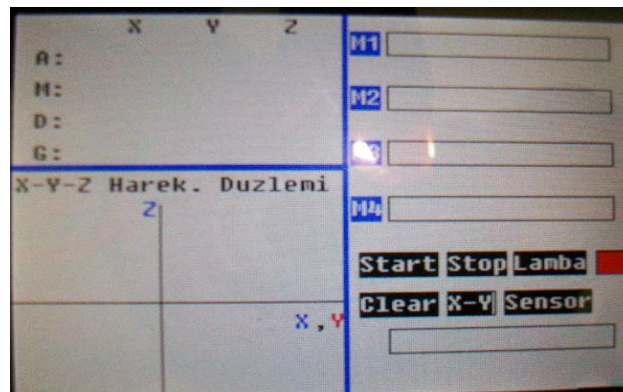 X Y Z
A:
M:
D:
G:
X-Y-Z Harek. Duzlemi
Z
X,Y
M1
M2
M4
Start Stop Lamba
Clear X-Y Sensor